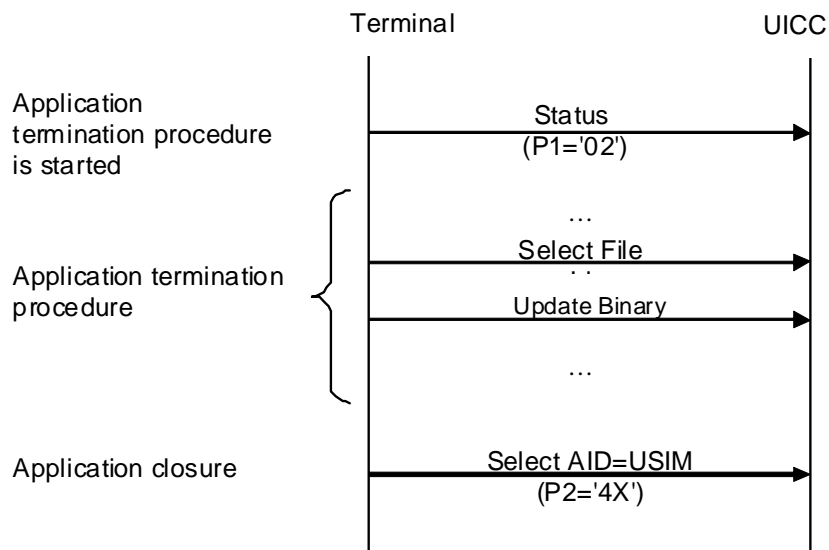 Terminal
UICC
Application
termination procedure
is started
Status
(P1='02')
...
Select File
. .
Application termination
procedure
Update Binary
...
Application closure
Select AID=USIM
(P2='4X')